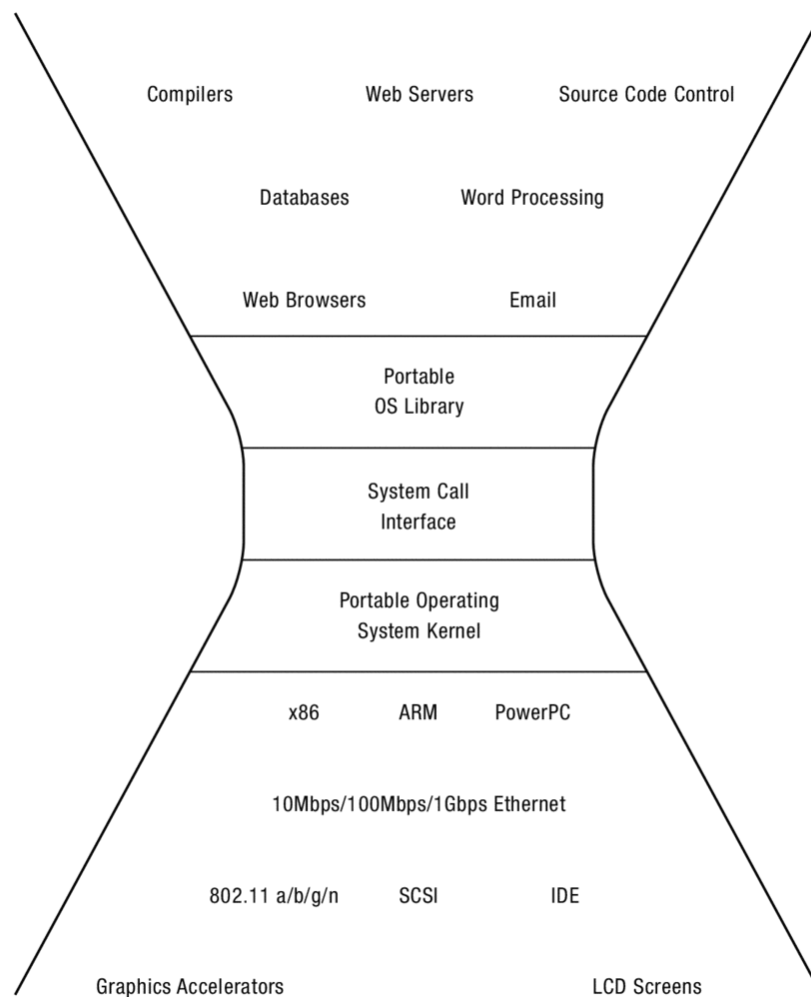 Compilers Web Servers Source Code Control
Databases Word Processing
Web Browsers Email
Portable
OS Library
System Call
Interface
Portable Operating
System Kernel
x86 ARM PowerPC
10Mbps/100Mbps/1Gbps Ethernet
802.11 a/b/g/n SCSI IDE
Graphics Accelerators LCD Screens